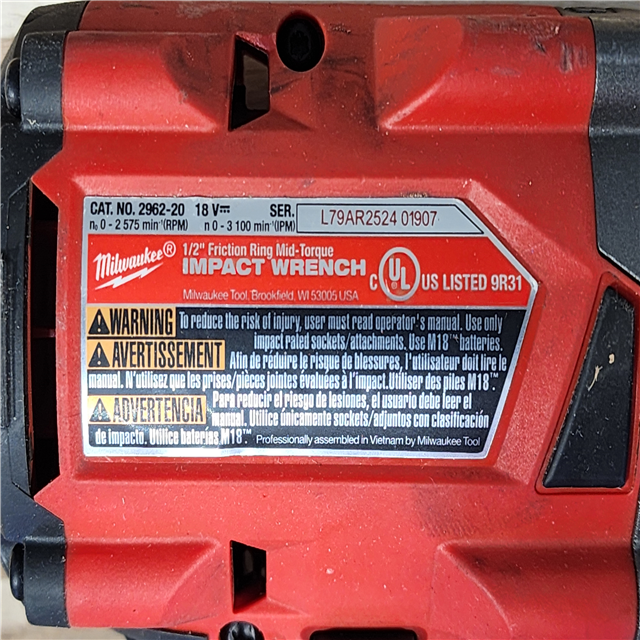 CAT. NO. 2962-20 18 V⎓ SER. L79AR2524 01907
n₀ 0 - 2 575 min⁻¹(RPM) n 0 - 3 100 min⁻¹(IPM)
Milwaukee®
1/2" Friction Ring Mid-Torque
IMPACT WRENCH
C UL US LISTED 9R31
Milwaukee Tool, Brookfield, WI 53005 USA
WARNING To reduce the risk of injury, user must read operator's manual. Use only
impact rated sockets/attachments. Use M18™ batteries.
AVERTISSEMENT Afin de réduire le risque de blessures, l'utilisateur doit lire le
manual. N'utilisez que les prises/pièces jointes évaluées à l'impact.Utiliser des piles M18™.
ADVERTENCIA Para reducir el riesgo de lesiones, el usuario debe leer el
manual. Utilice únicamente sockets/adjuntos con clasificación
de impacto. Utilice baterías M18™. Professionally assembled in Vietnam by Milwaukee Tool